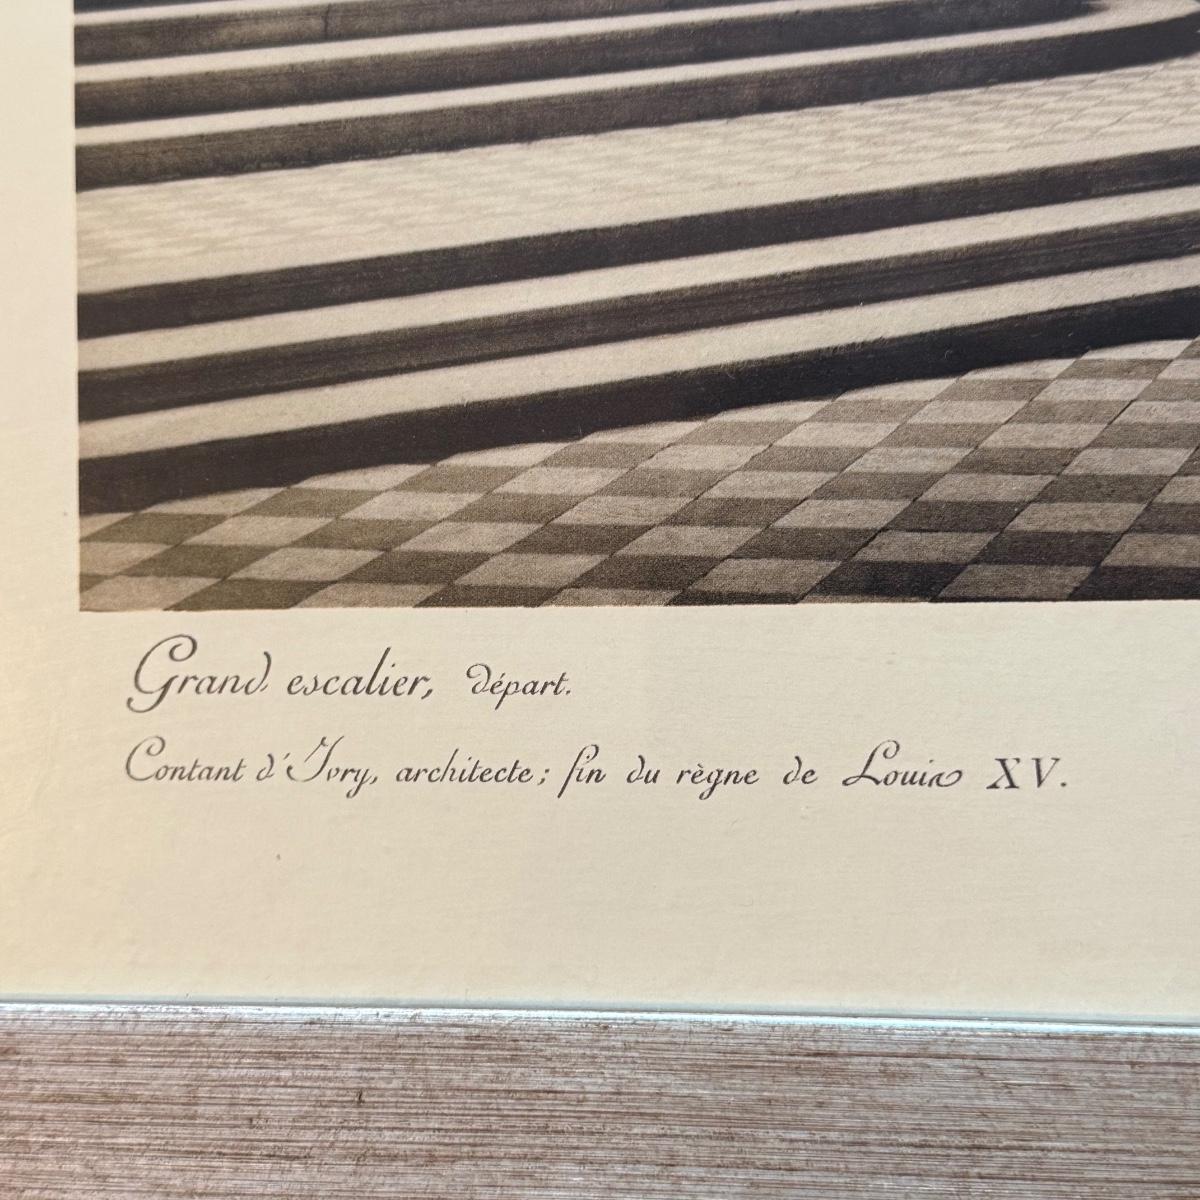 Grand escalier, départ.
Contant d'Ivry, architecte; fin du règne de Louis XV.